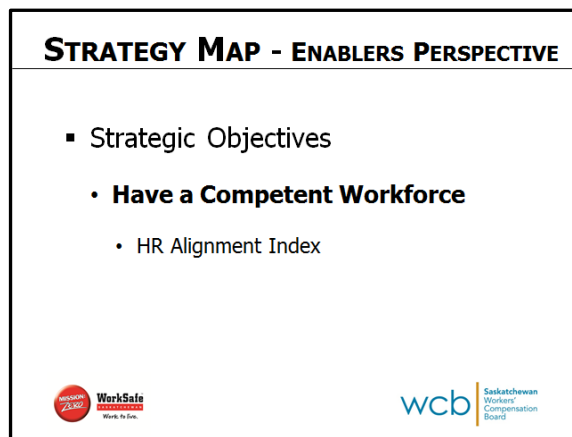 STRATEGY MAP - ENABLERS PERSPECTIVE
▪ Strategic Objectives
• Have a Competent Workforce
• HR Alignment Index
MISSION: ZERO
WorkSafe
SASKATCHEWAN
Work to live.
wcb
Saskatchewan
Workers'
Compensation
Board